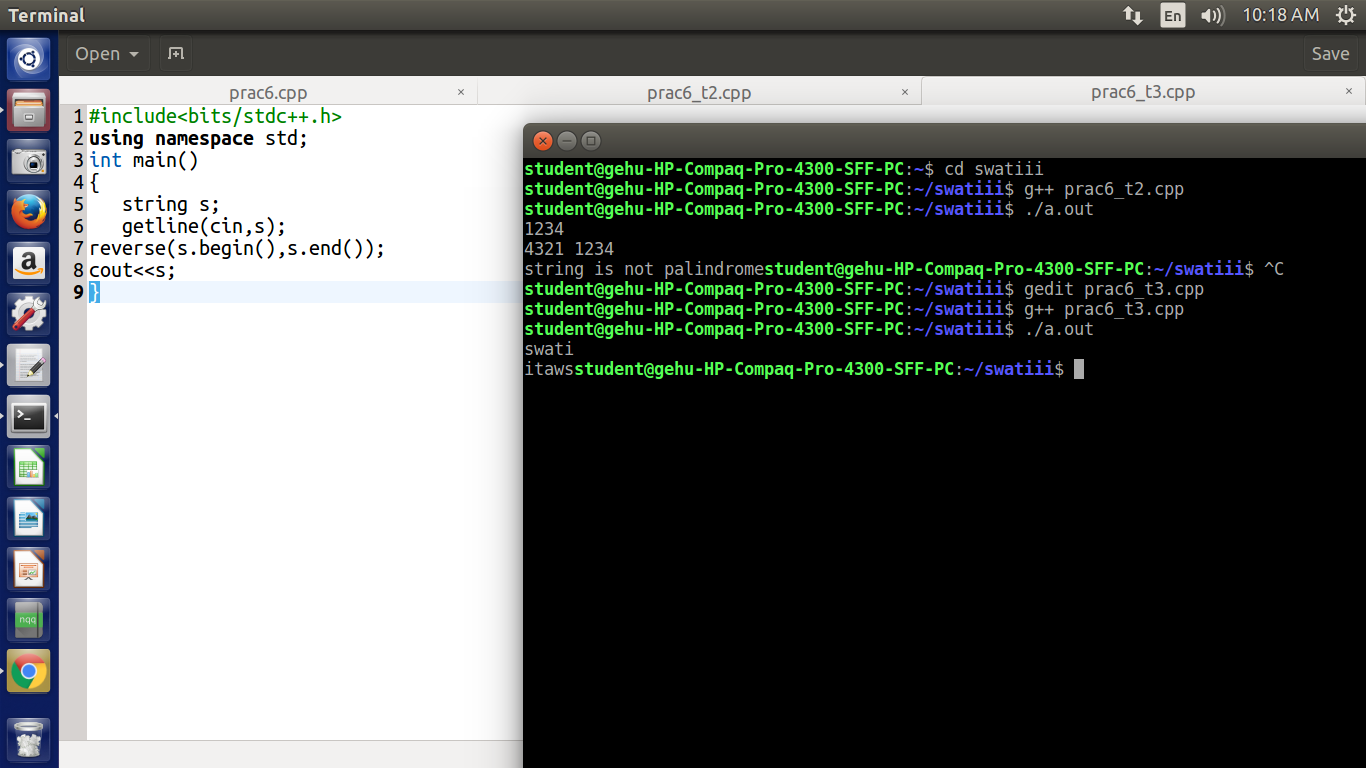 Terminal
En
10:18 AM
Open
Save
prac6.cpp ×
prac6_t2.cpp ×
prac6_t3.cpp ×
1 #include<bits/stdc++.h>
2 using namespace std;
3 int main()
4 {
5    string s;
6    getline(cin,s);
7 reverse(s.begin(),s.end());
8 cout<<s;
9 }
student@gehu-HP-Compaq-Pro-4300-SFF-PC:~$ cd swatiii
student@gehu-HP-Compaq-Pro-4300-SFF-PC:~/swatiii$ g++ prac6_t2.cpp
student@gehu-HP-Compaq-Pro-4300-SFF-PC:~/swatiii$ ./a.out
1234
4321 1234
string is not palindromestudent@gehu-HP-Compaq-Pro-4300-SFF-PC:~/swatiii$ ^C
student@gehu-HP-Compaq-Pro-4300-SFF-PC:~/swatiii$ gedit prac6_t3.cpp
student@gehu-HP-Compaq-Pro-4300-SFF-PC:~/swatiii$ g++ prac6_t3.cpp
student@gehu-HP-Compaq-Pro-4300-SFF-PC:~/swatiii$ ./a.out
swati
itawsstudent@gehu-HP-Compaq-Pro-4300-SFF-PC:~/swatiii$
a
>_
nqq